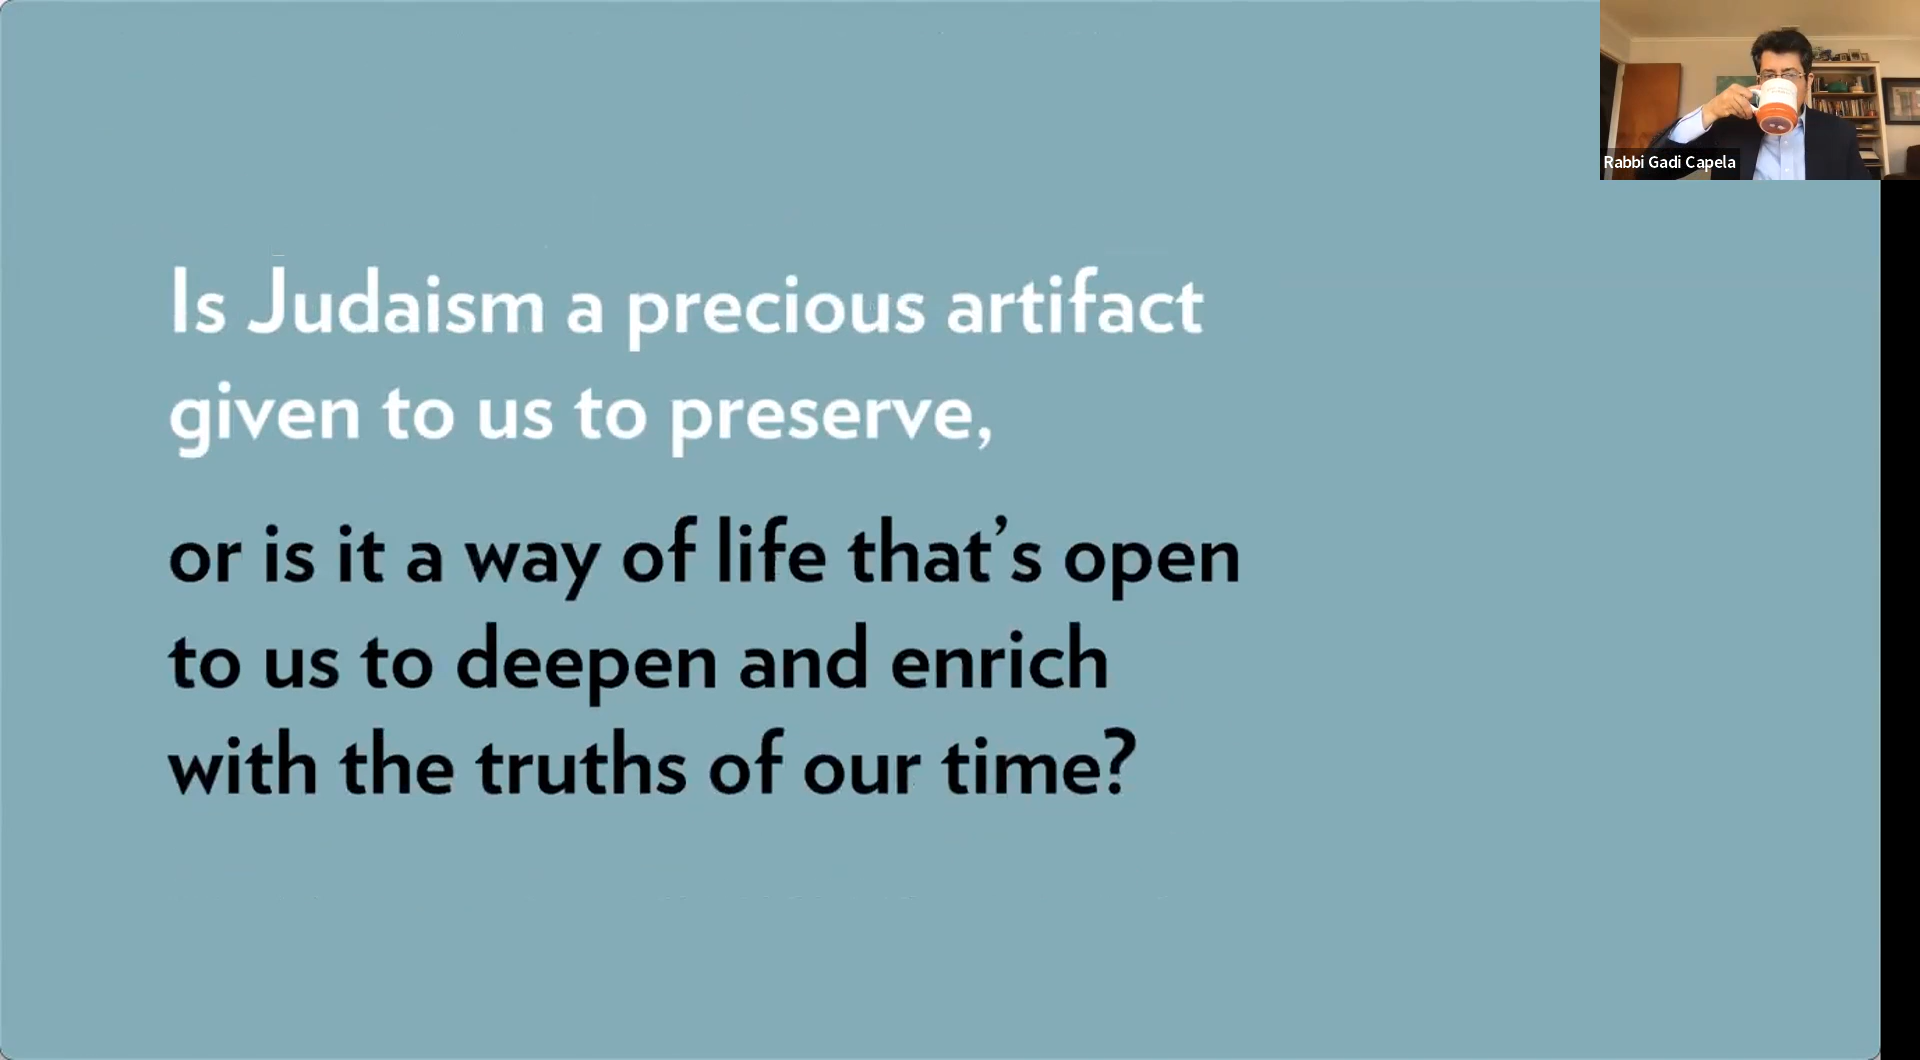 Is Judaism a precious artifact
given to us to preserve,
or is it a way of life that’s open
to us to deepen and enrich
with the truths of our time?
Rabbi Gadi Capela